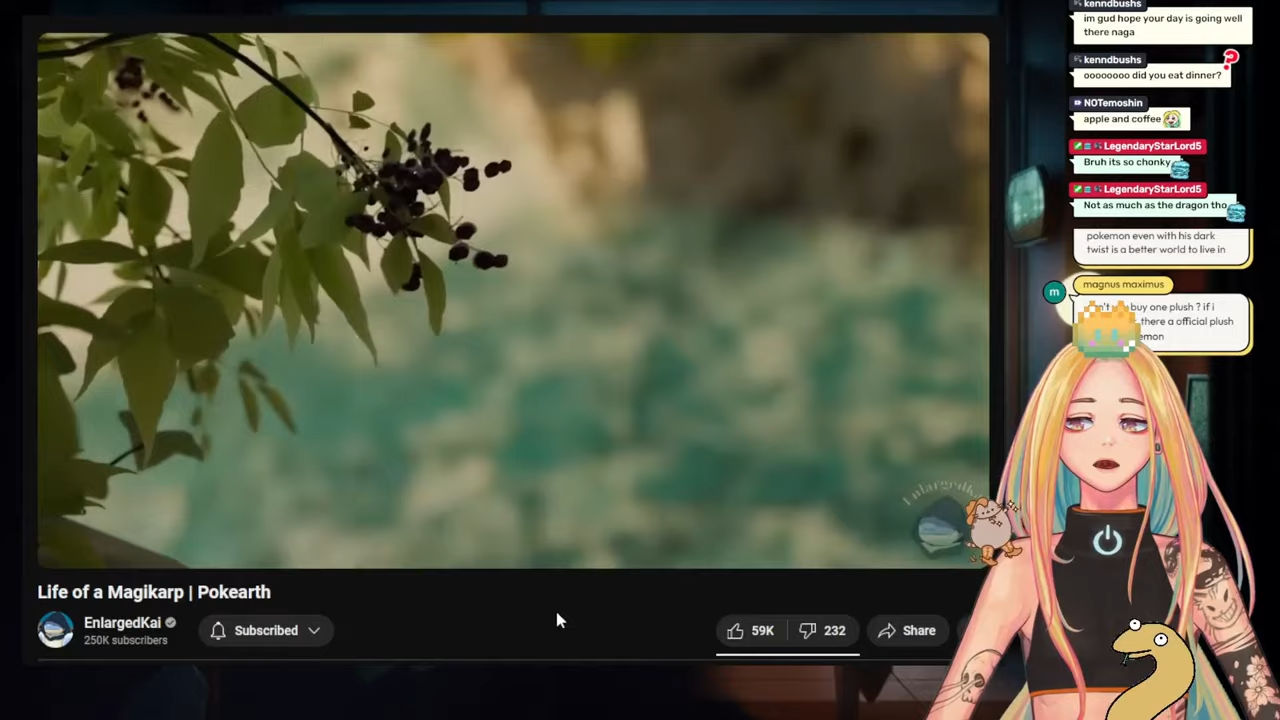 kenndbushs
im gud hope your day is going well
there naga
kenndbushs
oooooooo did you eat dinner?
NOTemoshin
apple and coffee
LegendaryStarLord5
Bruh its so chonky
LegendaryStarLord5
Not as much as the dragon tho
pokemon even with his dark
twist is a better world to live in
m
magnus maximus
buy one plush ? if i
there a official plush
Life of a Magikarp | Pokearth
EnlargedKai
250K subscribers
Subscribed
59K
232
Share